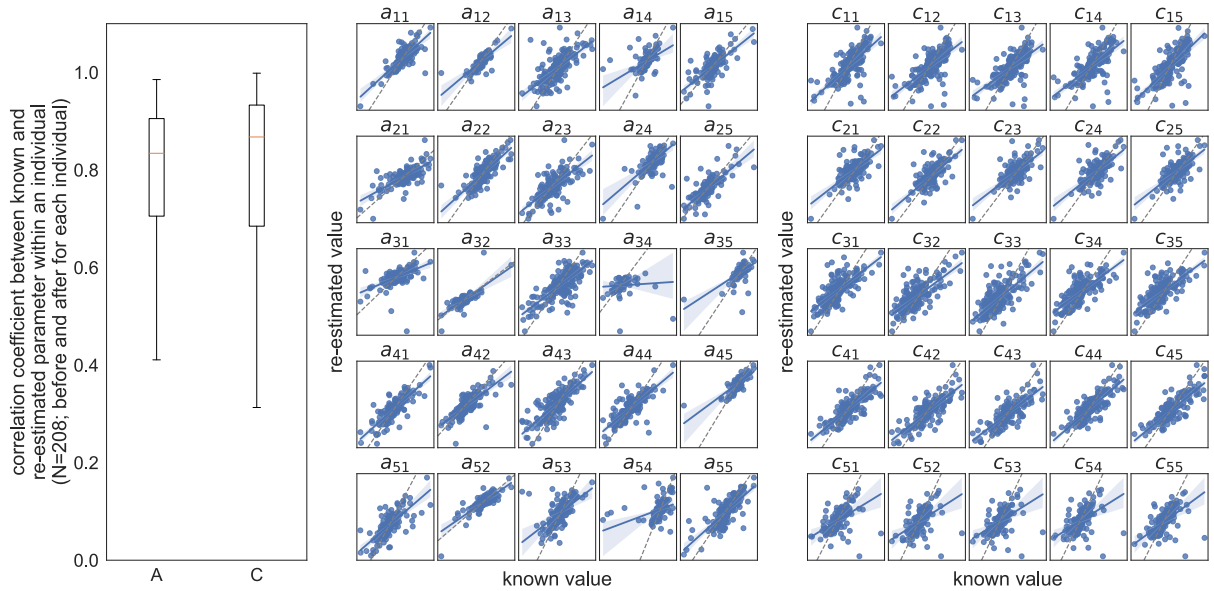 correlation coefficient between known and
re-estimated parameter within an individual
(N=208; before and after for each individual)
1.0
0.8
0.6
0.4
0.2
0.0
A C
re-estimated value
a11 a12 a13 a14 a15
a21 a22 a23 a24 a25
a31 a32 a33 a34 a35
a41 a42 a43 a44 a45
a51 a52 a53 a54 a55
known value
re-estimated value
c11 c12 c13 c14 c15
c21 c22 c23 c24 c25
c31 c32 c33 c34 c35
c41 c42 c43 c44 c45
c51 c52 c53 c54 c55
known value